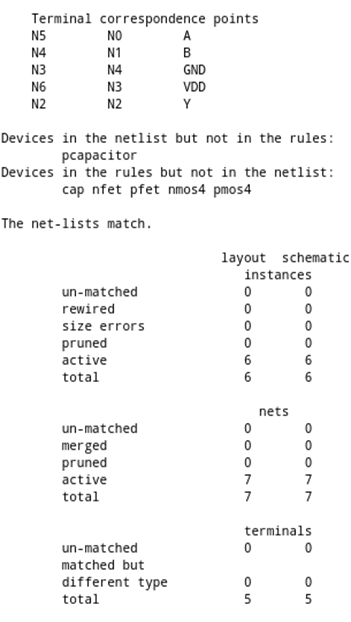 Terminal correspondence points
N5 N0 A
N4 N1 B
N3 N4 GND
N6 N3 VDD
N2 N2 Y
Devices in the netlist but not in the rules:
pcapacitor
Devices in the rules but not in the netlist:
cap nfet pfet nmos4 pmos4
The net-lists match.
layout schematic
instances
un-matched 0 0
rewired 0 0
size errors 0 0
pruned 0 0
active 6 6
total 6 6
nets
un-matched 0 0
merged 0 0
pruned 0 0
active 7 7
total 7 7
terminals
un-matched 0 0
matched but
different type 0 0
total 5 5